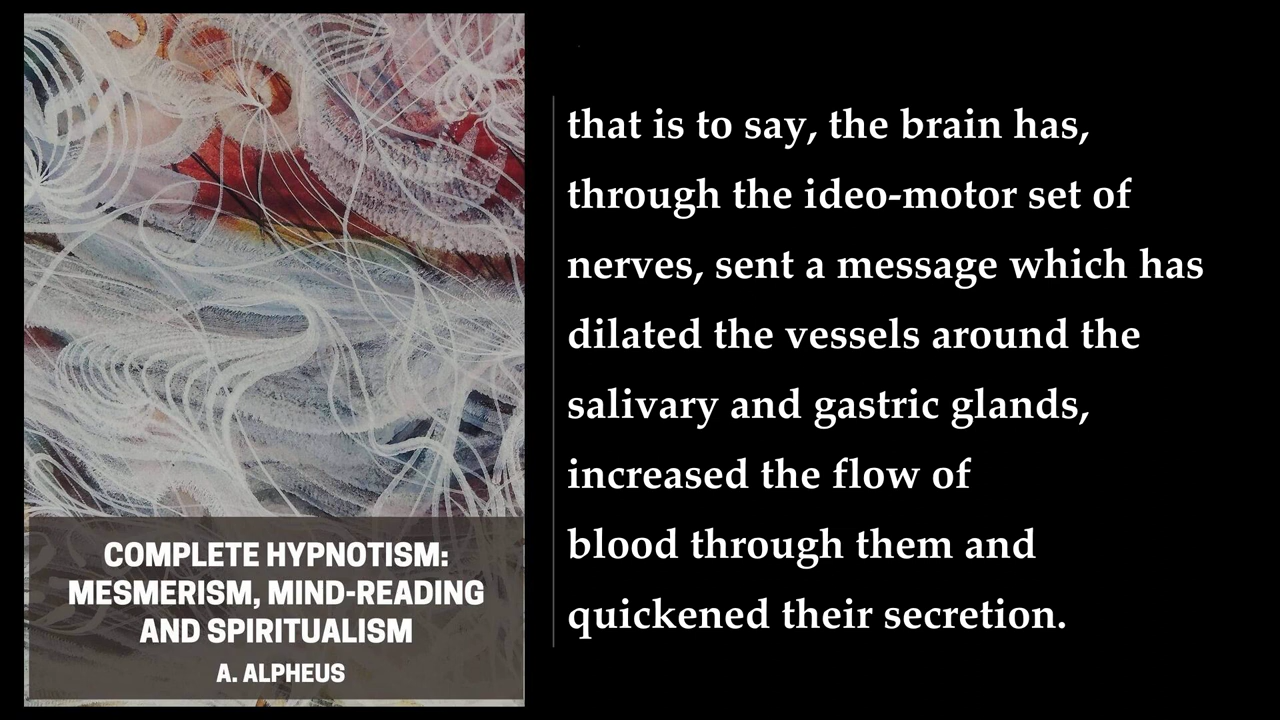 COMPLETE HYPNOTISM:
MESMERISM, MIND-READING
AND SPIRITUALISM
A. ALPHEUS
that is to say, the brain has,
through the ideo-motor set of
nerves, sent a message which has
dilated the vessels around the
salivary and gastric glands,
increased the flow of
blood through them and
quickened their secretion.